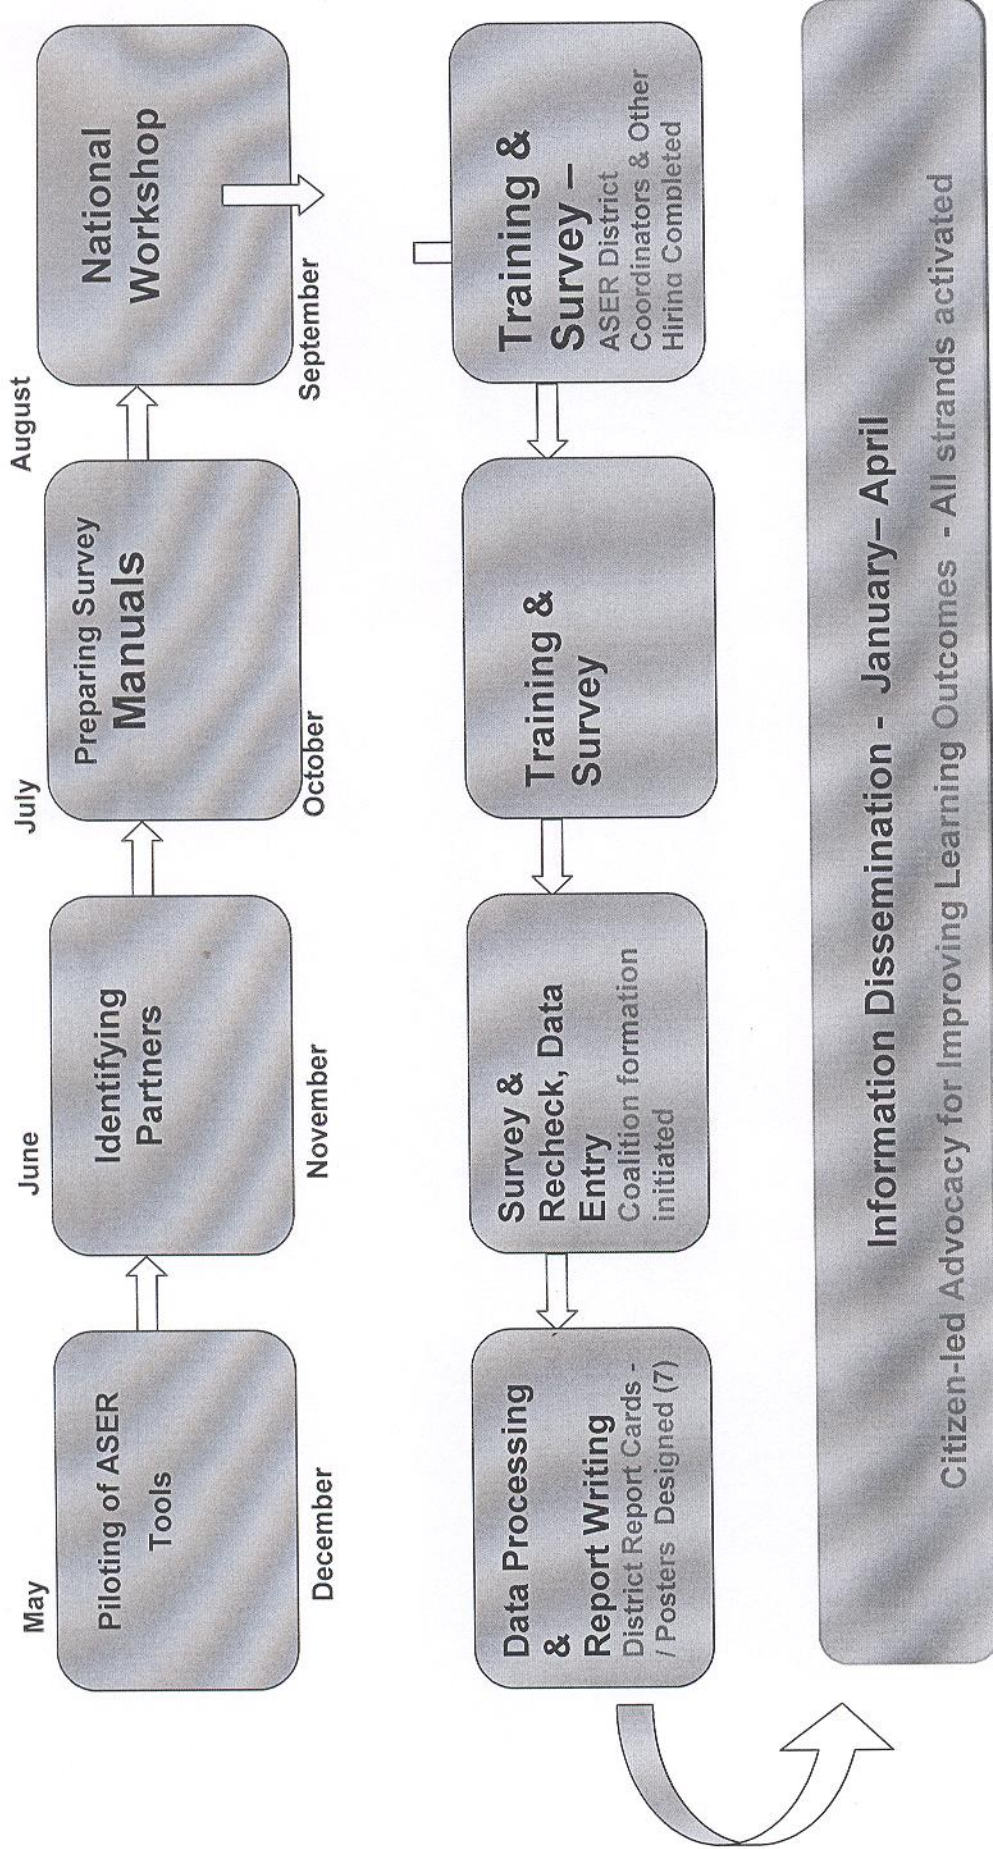 May
June
July
August
Piloting of ASER
Tools
Identifying
Partners
Preparing Survey
Manuals
National
Workshop
December
November
October
September
Data Processing
&
Report Writing
District Report Cards -
/ Posters Designed (7)
Survey &
Recheck, Data
Entry
Coalition formation
initiated
Training &
Survey
Training &
Survey –
ASER District
Coordinators & Other
Hiring Completed
Information Dissemination - January– April
Citizen-led Advocacy for Improving Learning Outcomes - All strands activated